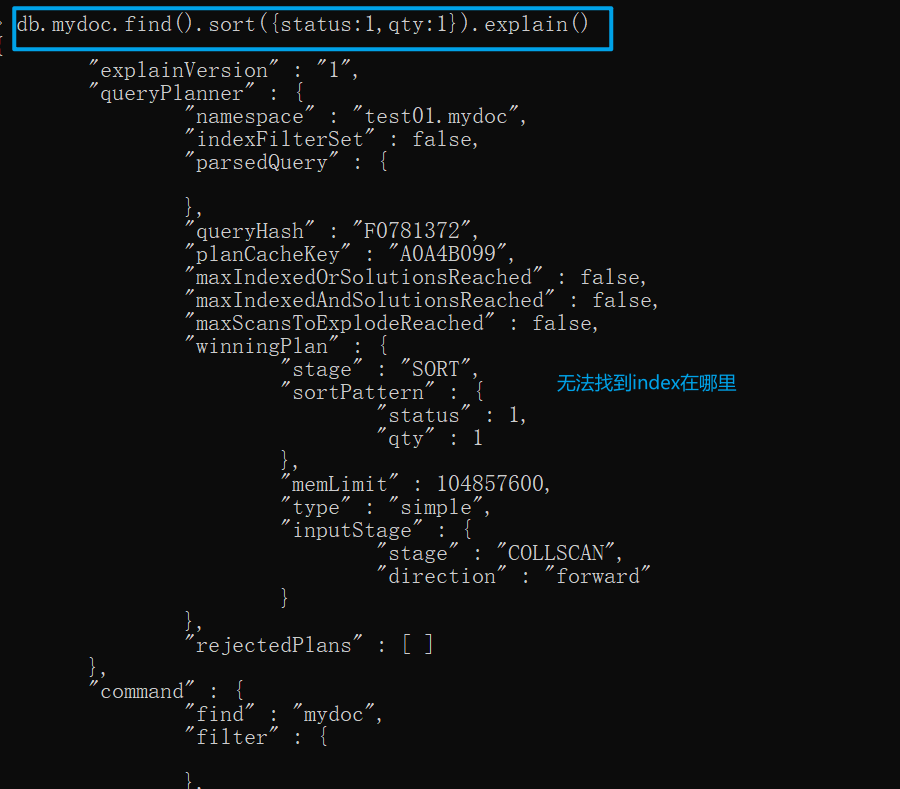 db.mydoc.find().sort({status:1,qty:1}).explain()
{
"explainVersion" : "1",
"queryPlanner" : {
"namespace" : "test01.mydoc",
"indexFilterSet" : false,
"parsedQuery" : {
},
"queryHash" : "F0781372",
"planCacheKey" : "A0A4B099",
"maxIndexedOrSolutionsReached" : false,
"maxIndexedAndSolutionsReached" : false,
"maxScansToExplodeReached" : false,
"winningPlan" : {
"stage" : "SORT",
"sortPattern" : {
无法找到index在哪里
"status" : 1,
"qty" : 1
},
"memLimit" : 104857600,
"type" : "simple",
"inputStage" : {
"stage" : "COLLSCAN",
"direction" : "forward"
}
},
"rejectedPlans" : [ ]
},
"command" : {
"find" : "mydoc",
"filter" : {
},